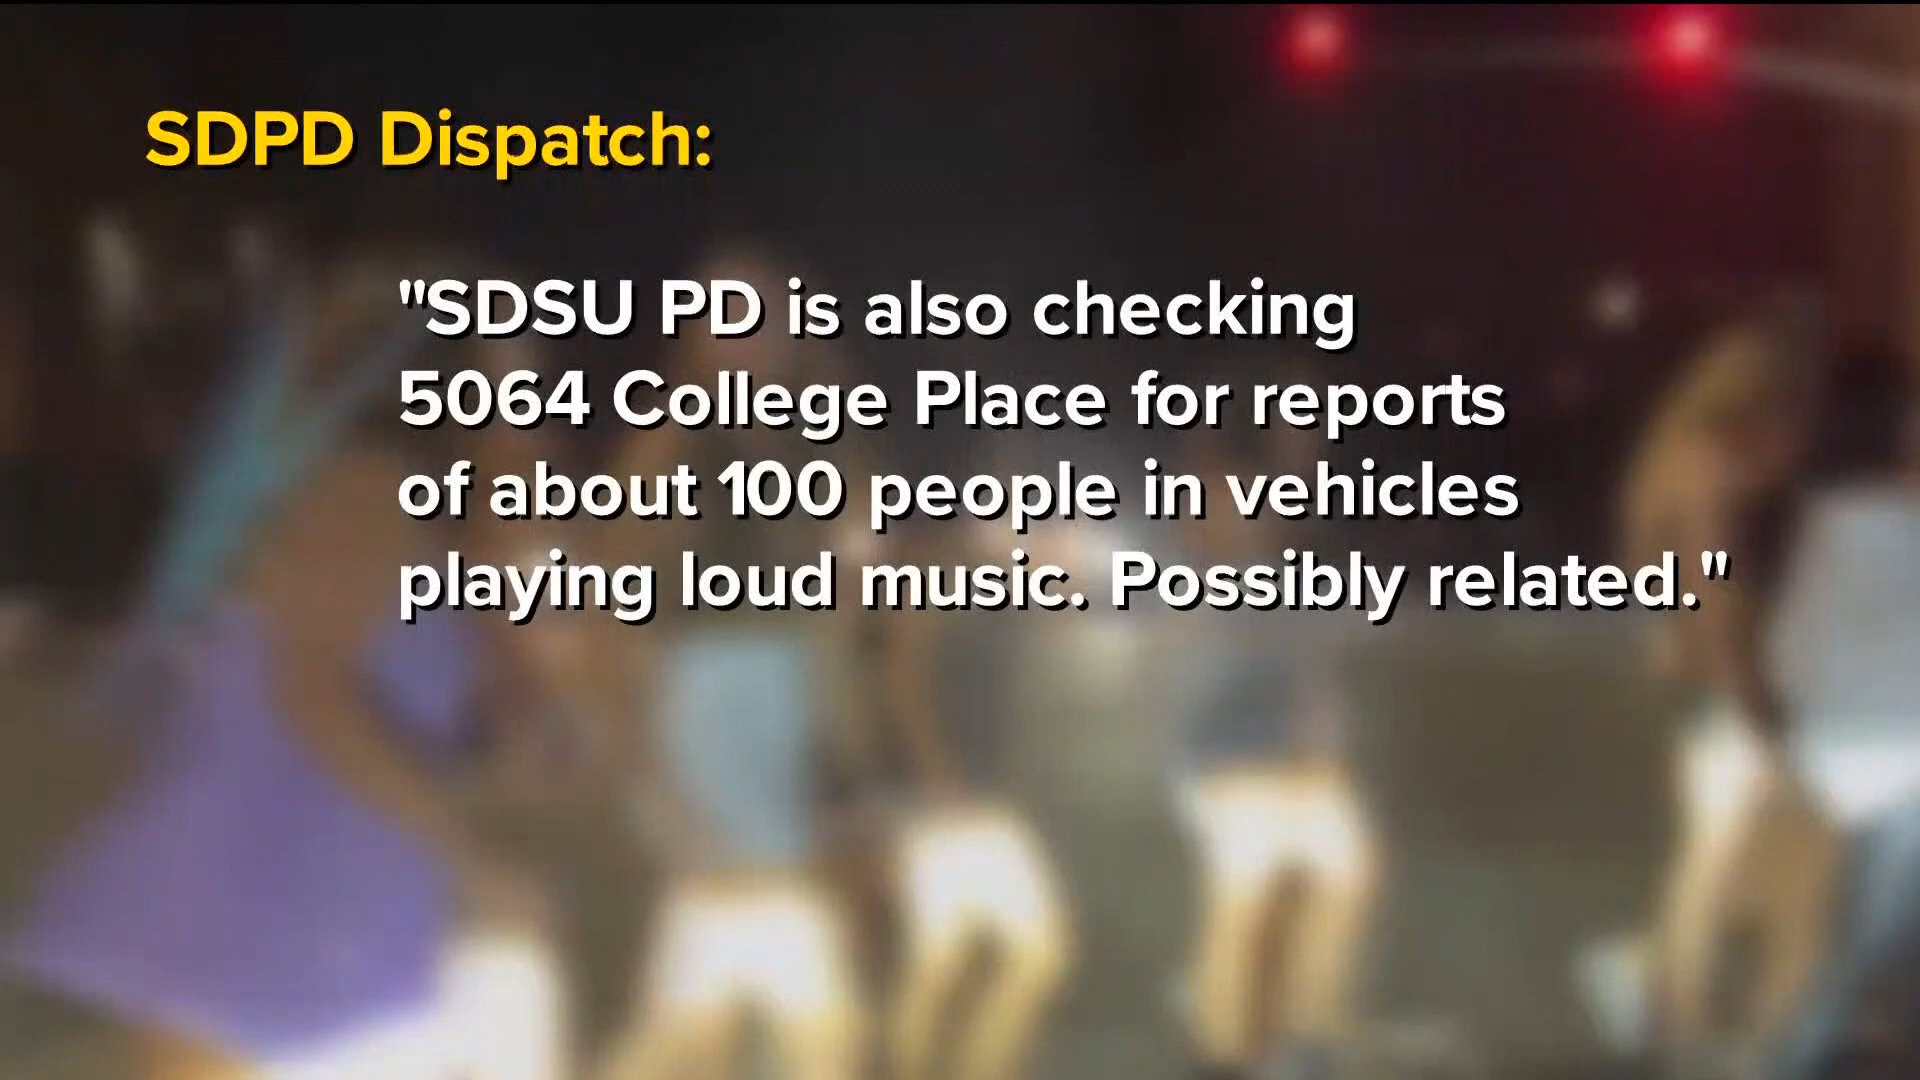 SDPD Dispatch:
"SDSU PD is also checking
5064 College Place for reports
of about 100 people in vehicles
playing loud music. Possibly related."